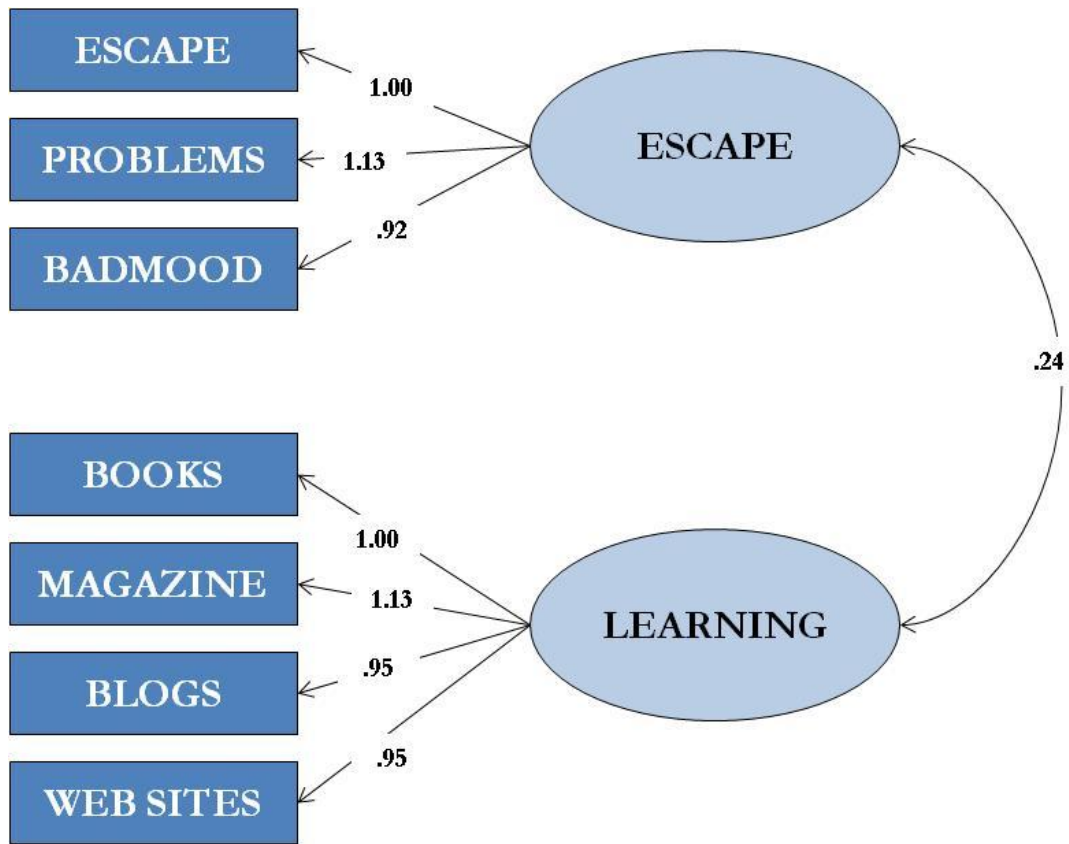 ESCAPE
1.00
PROBLEMS
1.13
BADMOOD
.92
ESCAPE
.24
BOOKS
1.00
MAGAZINE
1.13
BLOGS
.95
WEB SITES
.95
LEARNING